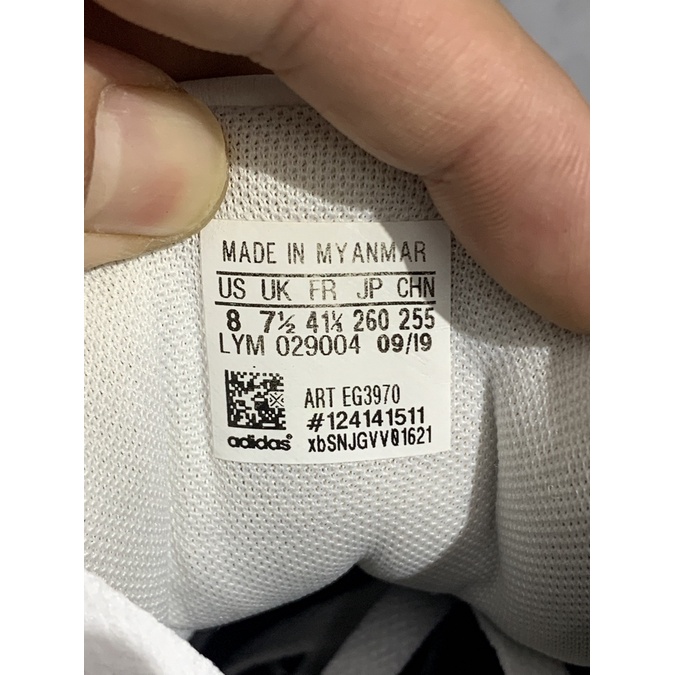 MADE IN MYANMAR
US UK FR JP CHN
8 7½ 41⅓ 260 255
LYM 029004 09/19
ART EG3970
#124141511
adidas® xbSNJGVV01621